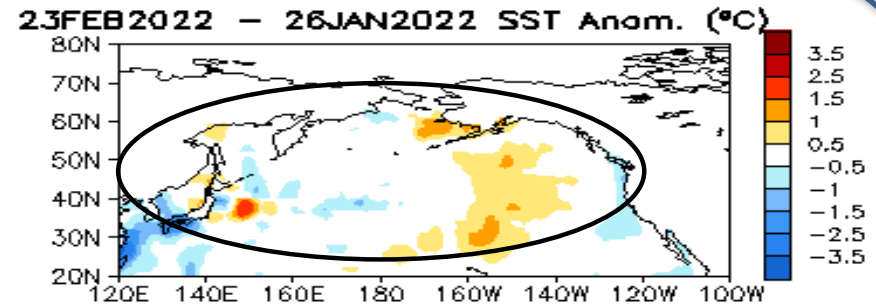 23FEB2022 – 26JAN2022 SST Anom. (°C)
80N
70N
60N
50N
40N
30N
20N
120E 140E 160E 180 160W 140W 120W 100W
3.5
2.5
1.5
1
0.5
-0.5
-1
-1.5
-2.5
-3.5